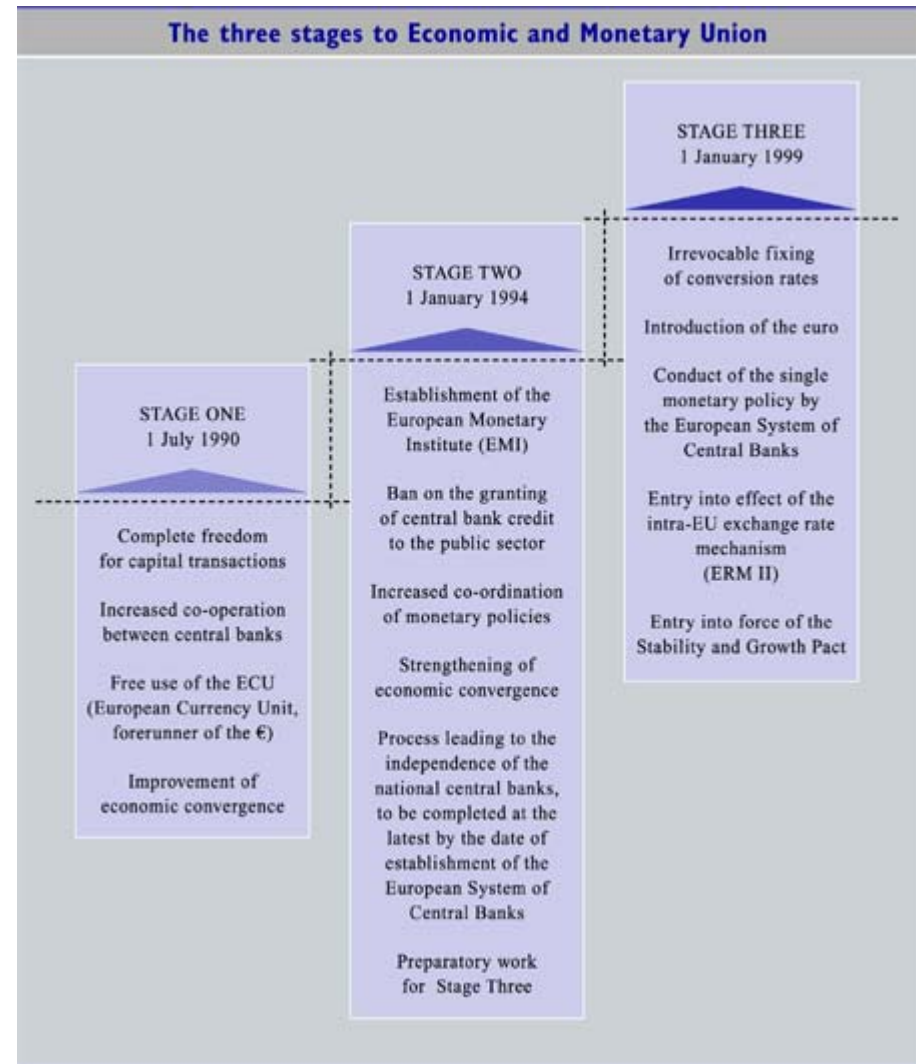 The three stages to Economic and Monetary Union
STAGE ONE
1 July 1990
Complete freedom
for capital transactions
Increased co-operation
between central banks
Free use of the ECU
(European Currency Unit,
forerunner of the €)
Improvement of
economic convergence
STAGE TWO
1 January 1994
Establishment of the
European Monetary
Institute (EMI)
Ban on the granting
of central bank credit
to the public sector
Increased co-ordination
of monetary policies
Strengthening of
economic convergence
Process leading to the
independence of the
national central banks,
to be completed at the
latest by the date of
establishment of the
European System of
Central Banks
Preparatory work
for Stage Three
STAGE THREE
1 January 1999
Irrevocable fixing
of conversion rates
Introduction of the euro
Conduct of the single
monetary policy by
the European System of
Central Banks
Entry into effect of the
intra-EU exchange rate
mechanism
(ERM II)
Entry into force of the
Stability and Growth Pact